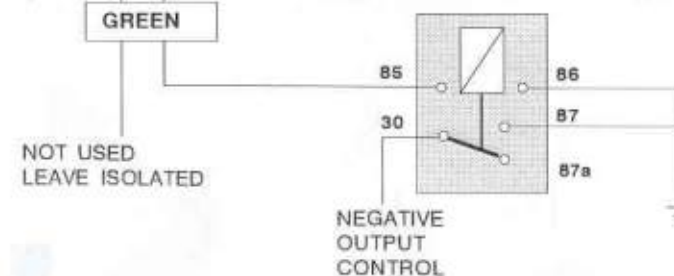 GREEN
85
86
30
87
87a
NOT USED
LEAVE ISOLATED
NEGATIVE
OUTPUT
CONTROL